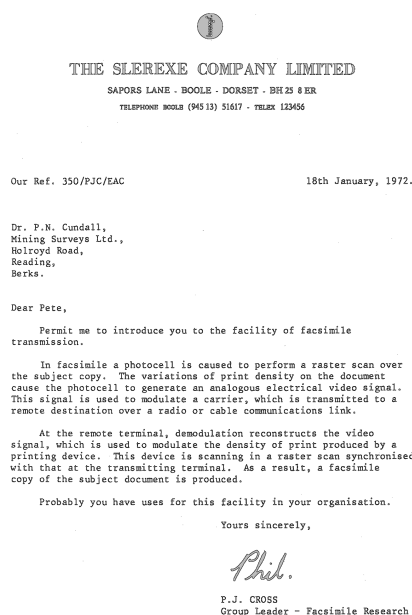 THE SLEREXE COMPANY LIMITED
SAPORS LANE - BOOLE - DORSET - BH 25 8 ER
TELEPHONE BOOLE (945 13) 51617 - TELEX 123456
Our Ref. 350/PJC/EAC 18th January, 1972.
Dr. P.N. Cundall,
Mining Surveys Ltd.,
Holroyd Road,
Reading,
Berks.
Dear Pete,
Permit me to introduce you to the facility of facsimile
transmission.
In facsimile a photocell is caused to perform a raster scan over
the subject copy. The variations of print density on the document
cause the photocell to generate an analogous electrical video signal.
This signal is used to modulate a carrier, which is transmitted to a
remote destination over a radio or cable communications link.
At the remote terminal, demodulation reconstructs the video
signal, which is used to modulate the density of print produced by a
printing device. This device is scanning in a raster scan synchronised
with that at the transmitting terminal. As a result, a facsimile
copy of the subject document is produced.
Probably you have uses for this facility in your organisation.
Yours sincerely,
Phil.
P.J. CROSS
Group Leader - Facsimile Research